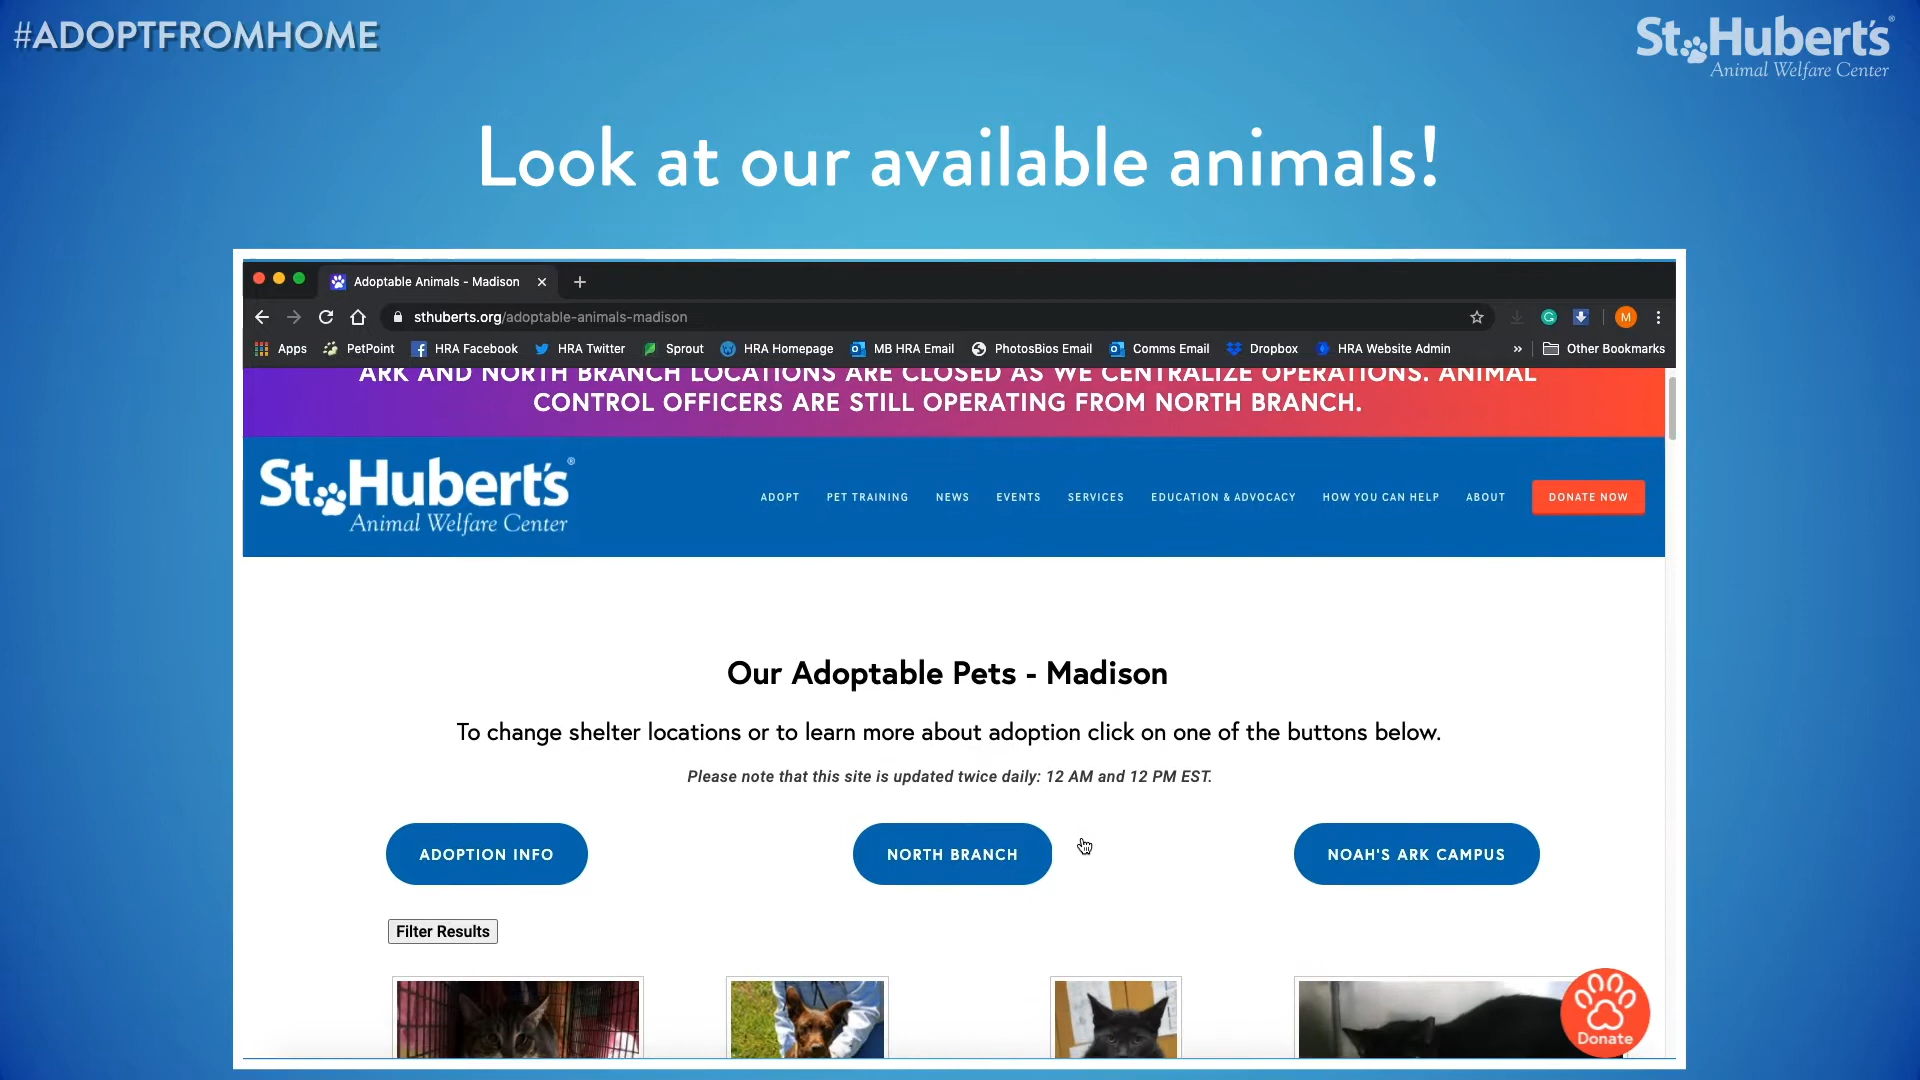 #ADOPTFROMHOME
St. Hubert's®
Animal Welfare Center
Look at our available animals!
Adoptable Animals - Madison
sthuberts.org/adoptable-animals-madison
M
Apps PetPoint HRA Facebook HRA Twitter Sprout HRA Homepage MB HRA Email PhotosBios Email Comms Email Dropbox HRA Website Admin » Other Bookmarks
ARK AND NORTH BRANCH LOCATIONS ARE CLOSED AS WE CENTRALIZE OPERATIONS. ANIMAL
CONTROL OFFICERS ARE STILL OPERATING FROM NORTH BRANCH.
St. Hubert's®
Animal Welfare Center
ADOPT PET TRAINING NEWS EVENTS SERVICES EDUCATION & ADVOCACY HOW YOU CAN HELP ABOUT DONATE NOW
Our Adoptable Pets - Madison
To change shelter locations or to learn more about adoption click on one of the buttons below.
Please note that this site is updated twice daily: 12 AM and 12 PM EST.
ADOPTION INFO NORTH BRANCH NOAH'S ARK CAMPUS
Filter Results
Donate